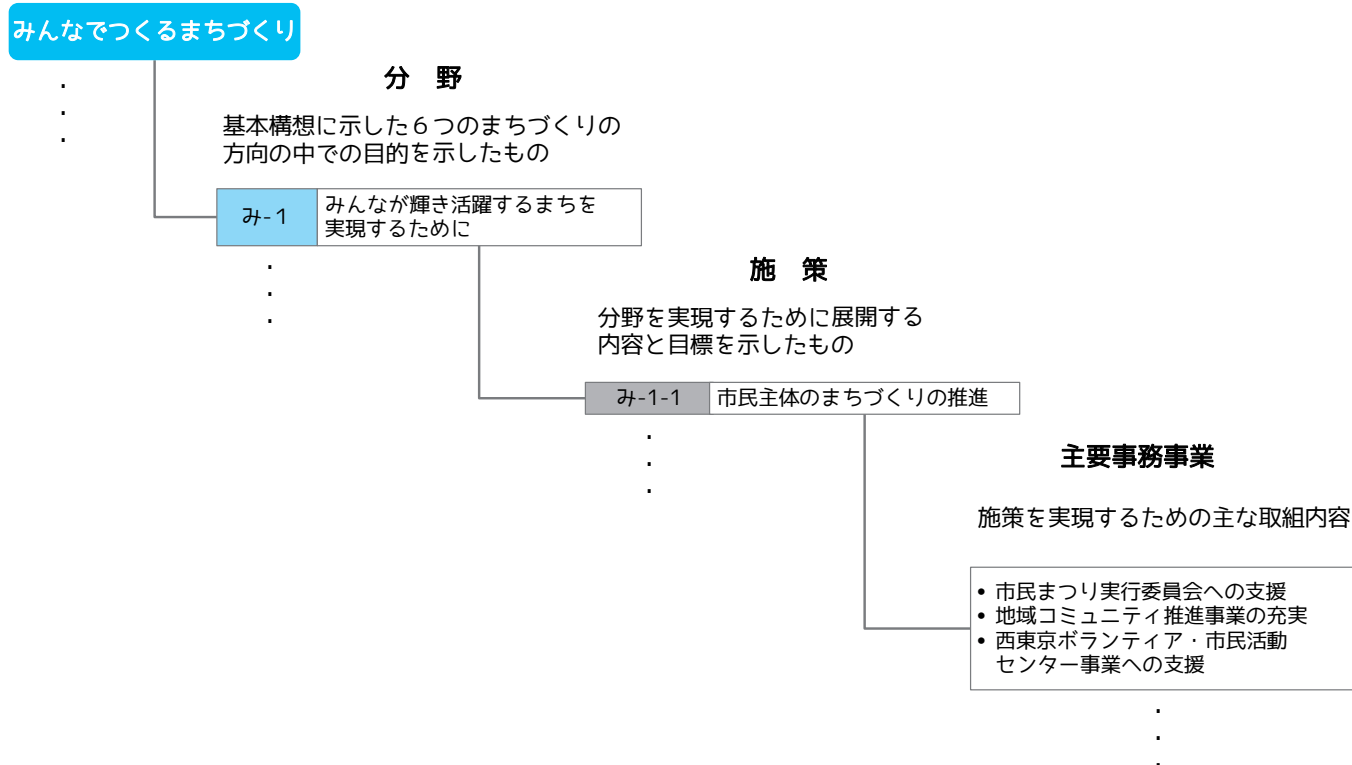 みんなでつくるまちづくり
分　野
基本構想に示した６つのまちづくりの
方向の中での目的を示したもの
み-1
みんなが輝き活躍するまちを
実現するために
施　策
分野を実現するために展開する
内容と目標を示したもの
み-1-1
市民主体のまちづくりの推進
主要事務事業
施策を実現するための主な取組内容
• 市民まつり実行委員会への支援
• 地域コミュニティ推進事業の充実
• 西東京ボランティア・市民活動
センター事業への支援